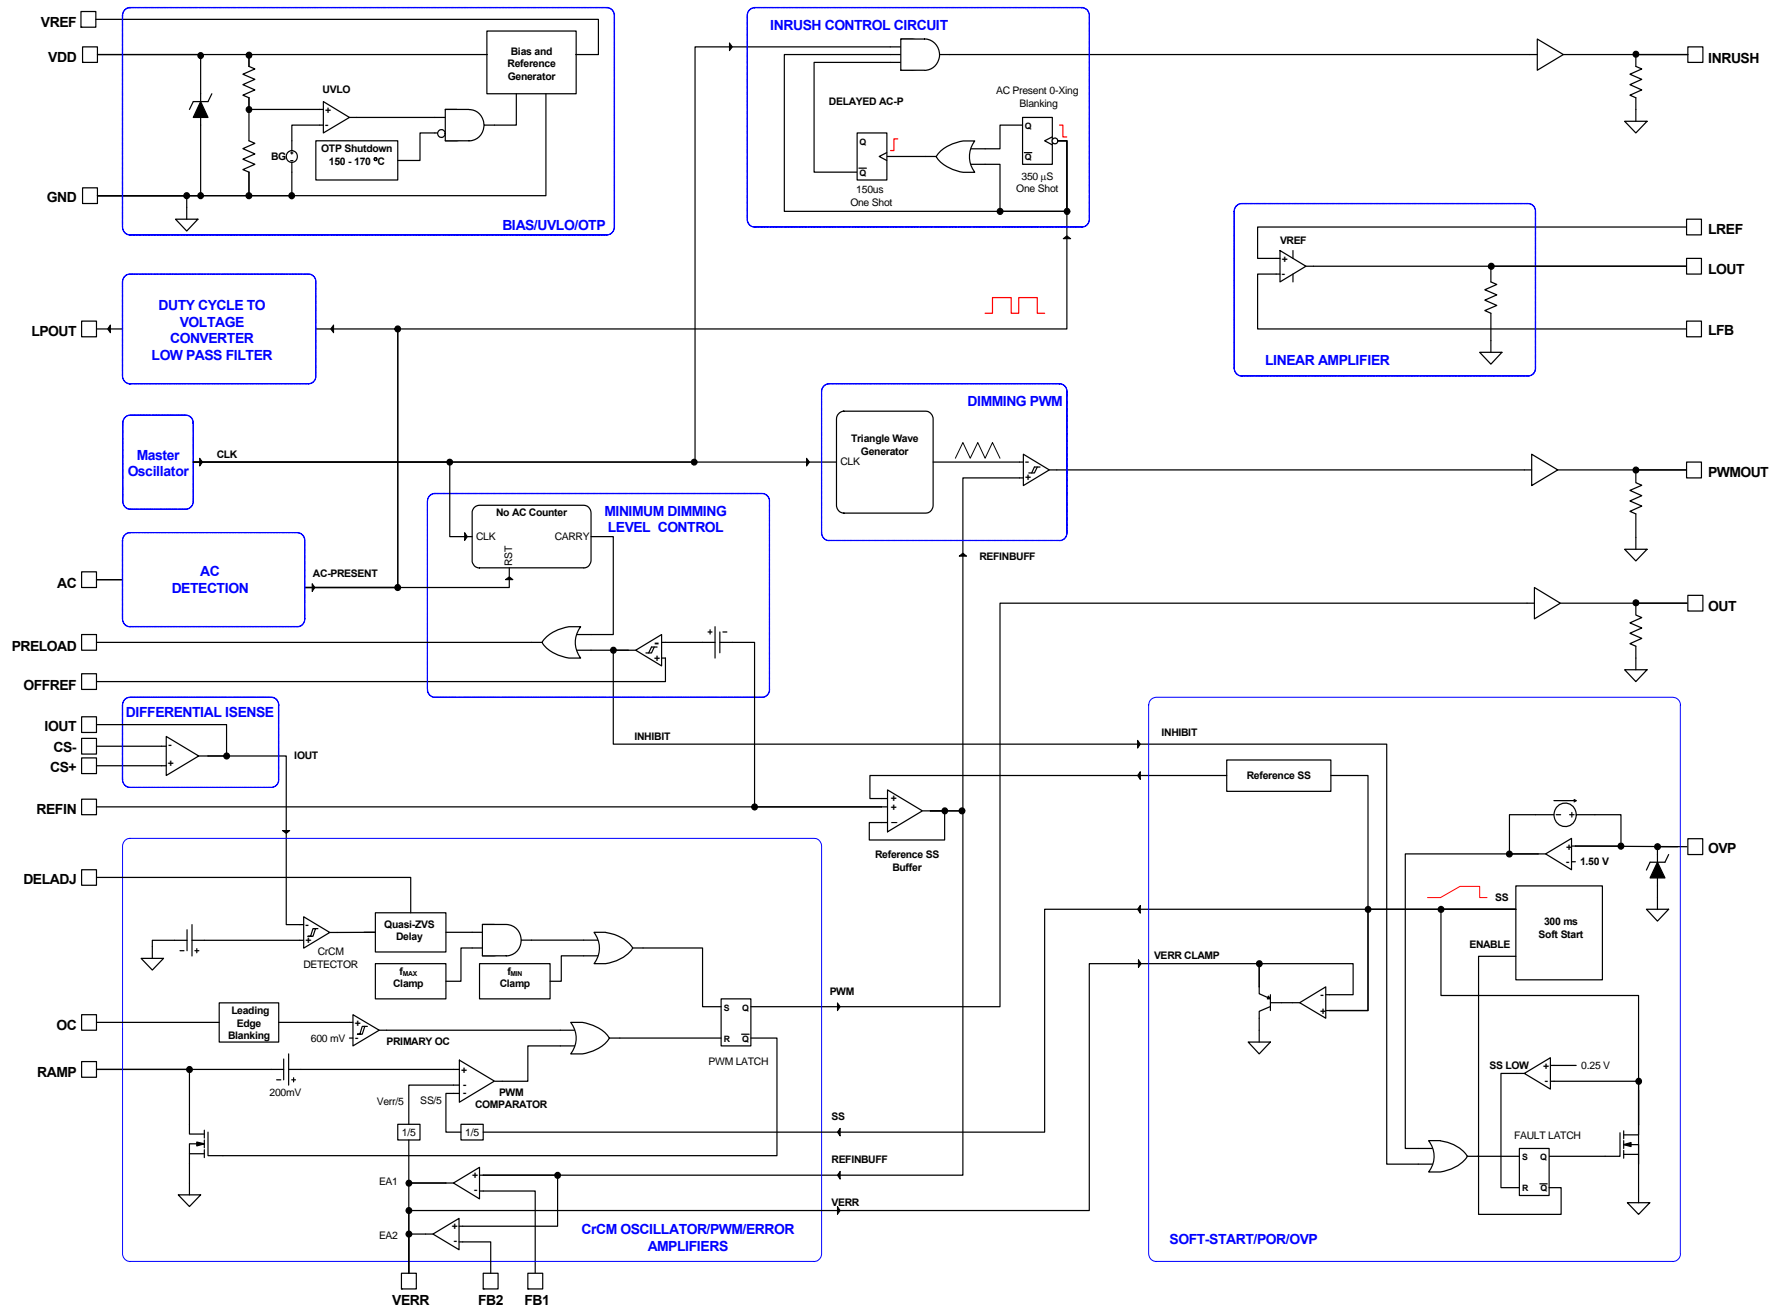 VREF
VDD
GND
Bias and
Reference
Generator
UVLO
+
-
BG
OTP Shutdown
150 - 170 ºC
BIAS/UVLO/OTP
INRUSH CONTROL CIRCUIT
DELAYED AC-P
AC Present 0-Xing
Blanking
Q
Q
150us
One Shot
Q
Q
350 µS
One Shot
INRUSH
LREF
VREF
+
-
LOUT
LFB
LINEAR AMPLIFIER
LPOUT
DUTY CYCLE TO
VOLTAGE
CONVERTER
LOW PASS FILTER
Master
Oscillator
CLK
DIMMING PWM
Triangle Wave
Generator
CLK
-
+
PWMOUT
REFINBUFF
No AC Counter
CLK
CARRY
RST
MINIMUM DIMMING
LEVEL CONTROL
AC
AC
DETECTION
AC-PRESENT
OUT
PRELOAD
-
+
+
-
OFFREF
DIFFERENTIAL ISENSE
IOUT
CS-
CS+
-
+
IOUT
INHIBIT
INHIBIT
REFIN
+
+
-
Reference SS
Buffer
Reference SS
-
+
+
-
1.50 V
OVP
DELADJ
Quasi-ZVS
Delay
-
+
-
+
CrCM
DETECTOR
fMAX
Clamp
fMIN
Clamp
SS
300 ms
Soft Start
ENABLE
VERR CLAMP
-
+
OC
Leading
Edge
Blanking
+
-
600 mV
PRIMARY OC
S
Q
R
Q
PWM LATCH
PWM
RAMP
-
+
200mV
+
-
-
PWM
COMPARATOR
Verr/5
SS/5
1/5
1/5
SS
SS LOW
+
-
0.25 V
FAULT LATCH
S
Q
R
Q
REFINBUFF
EA1
+
-
VERR
EA2
+
-
CrCM OSCILLATOR/PWM/ERROR
AMPLIFIERS
SOFT-START/POR/OVP
VERR
FB2
FB1